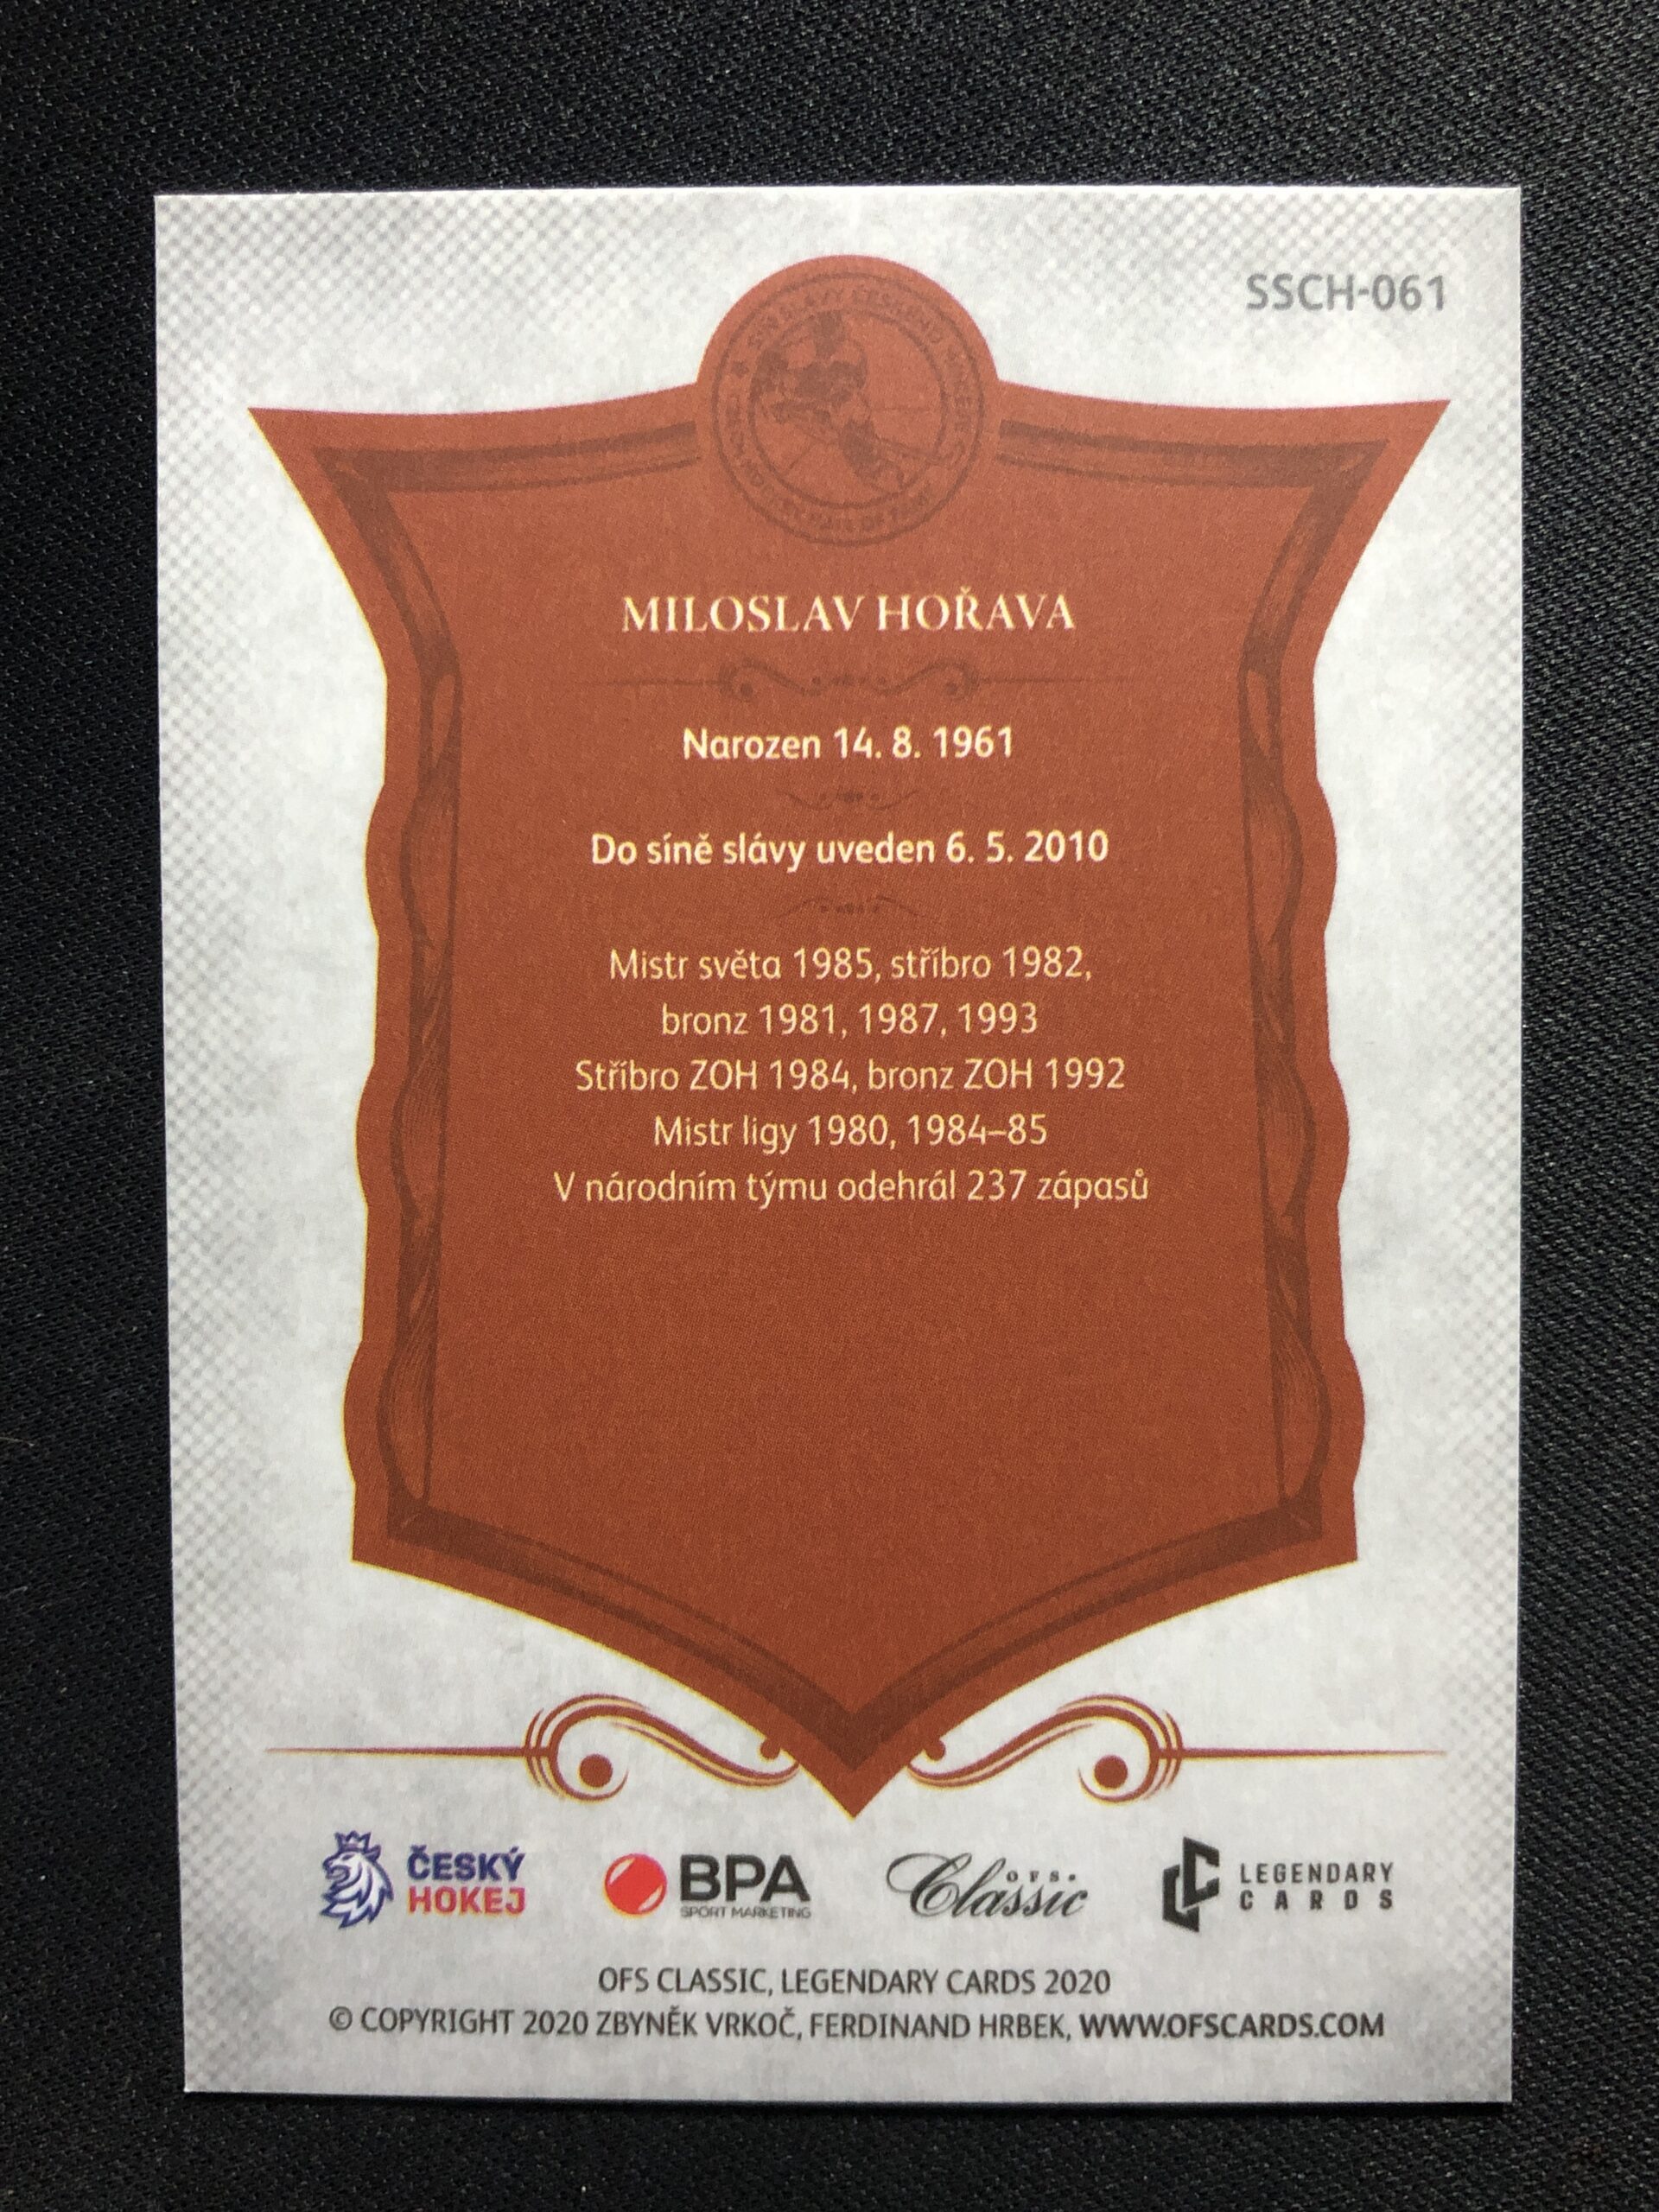 SSCH-061
MILOSLAV HOŘAVA
Narozen 14. 8. 1961
Do síně slávy uveden 6. 5. 2010
Mistr světa 1985, stříbro 1982,
bronz 1981, 1987, 1993
Stříbro ZOH 1984, bronz ZOH 1992
Mistr ligy 1980, 1984–85
V národním týmu odehrál 237 zápasů
ČESKÝ
HOKEJ
BPA
SPORT MARKETING
O.F.S.
Classic
LEGENDARY
CARDS
OFS CLASSIC, LEGENDARY CARDS 2020
© COPYRIGHT 2020 ZBYNĚK VRKOČ, FERDINAND HRBEK, WWW.OFSCARDS.COM